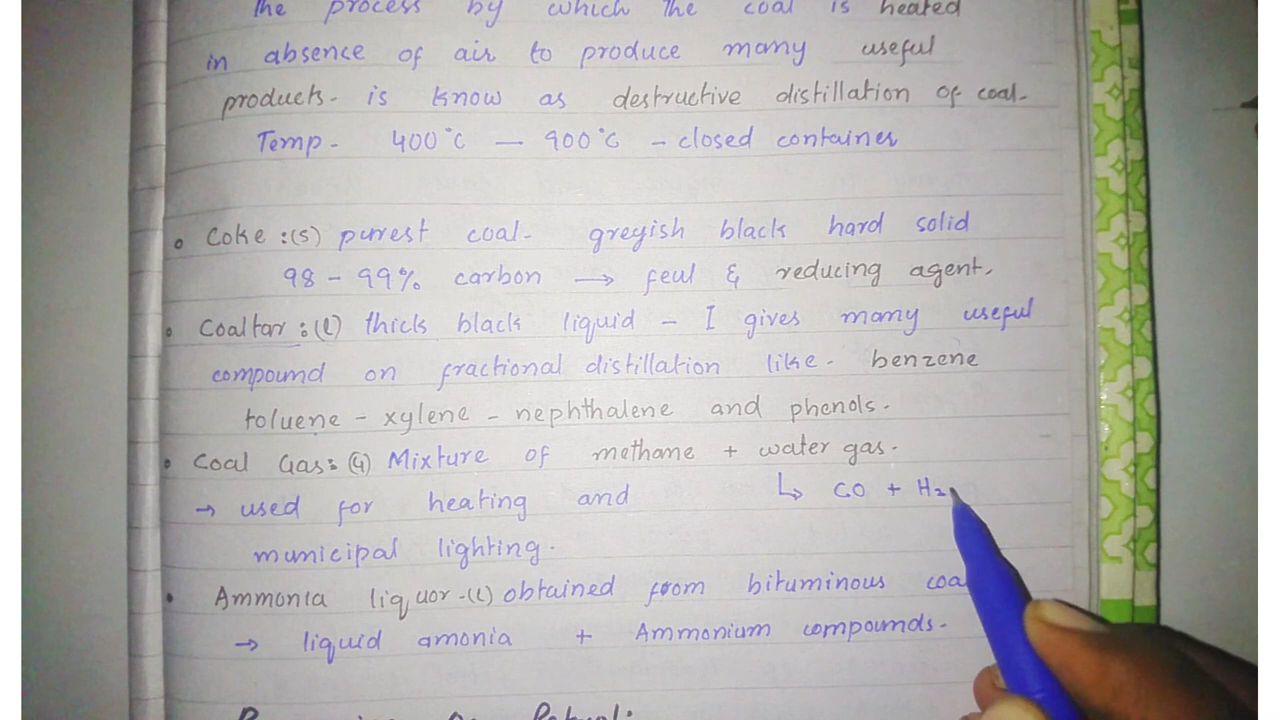 the process by which the coal is heated
in absence of air to produce many useful
products- is know as destructive distillation of coal-
Temp- 400°C — 900°C - closed container
• Coke :(s) purest coal- greyish black hard solid
98 - 99% carbon → feul & reducing agent.
• Coaltar :(l) thick black liquid - I gives many useful
compound on fractional distillation like- benzene
toluene - xylene - nephthalene and phenols-
• Coal Gas: (G) Mixture of methane + water gas-
→ used for heating and ↳ CO + H₂
municipal lighting-
• Ammonia liquor-(l) obtained from bituminous coa
→ liquid amonia + Ammonium compounds-